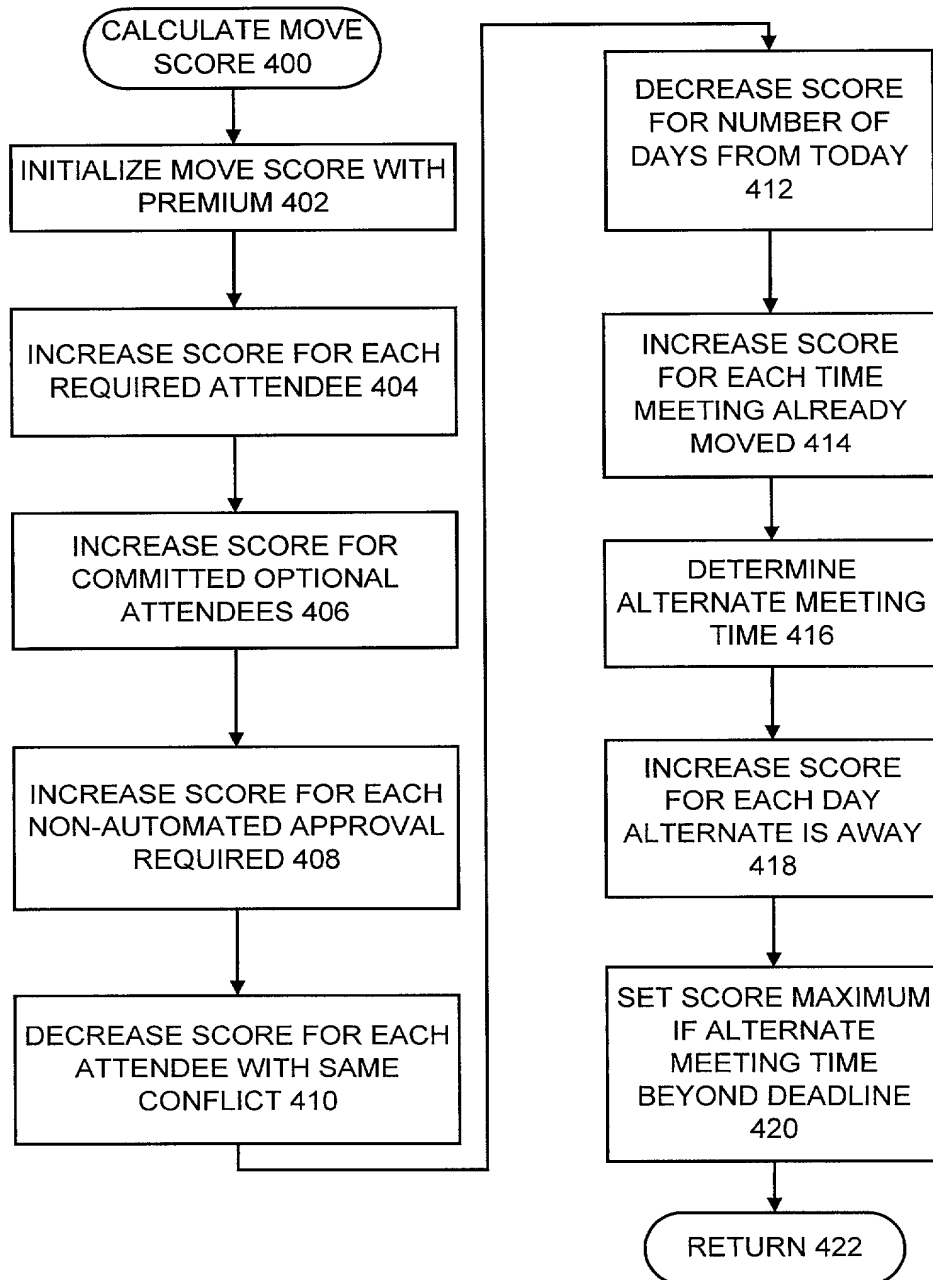 CALCULATE MOVE
SCORE 400
INITIALIZE MOVE SCORE WITH
PREMIUM 402
INCREASE SCORE FOR EACH
REQUIRED ATTENDEE 404
INCREASE SCORE FOR
COMMITTED OPTIONAL
ATTENDEES 406
INCREASE SCORE FOR EACH
NON-AUTOMATED APPROVAL
REQUIRED 408
DECREASE SCORE FOR EACH
ATTENDEE WITH SAME
CONFLICT 410
DECREASE SCORE
FOR NUMBER OF
DAYS FROM TODAY
412
INCREASE SCORE
FOR EACH TIME
MEETING ALREADY
MOVED 414
DETERMINE
ALTERNATE MEETING
TIME 416
INCREASE SCORE
FOR EACH DAY
ALTERNATE IS AWAY
418
SET SCORE MAXIMUM
IF ALTERNATE
MEETING TIME
BEYOND DEADLINE
420
RETURN 422